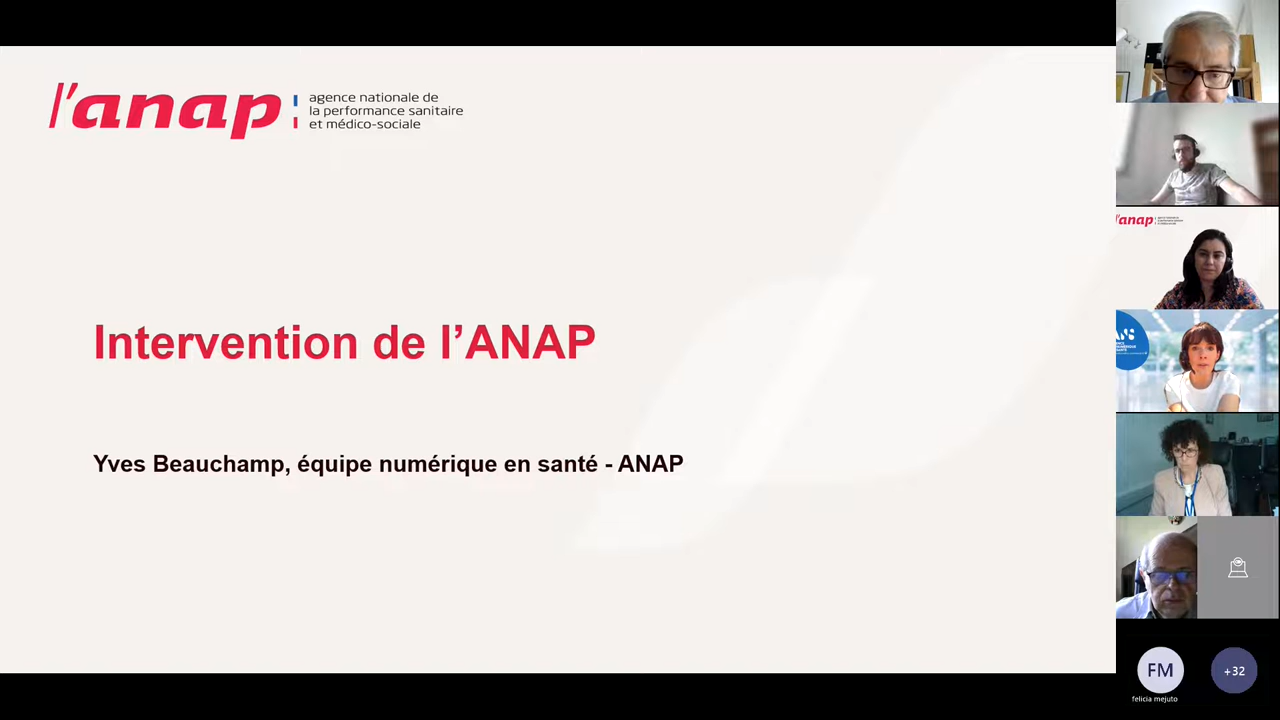 l'anap
agence nationale de
la performance sanitaire
et médico-sociale
Intervention de l’ANAP
Yves Beauchamp, équipe numérique en santé - ANAP
l'anap
FM
+32
felicia mejuto